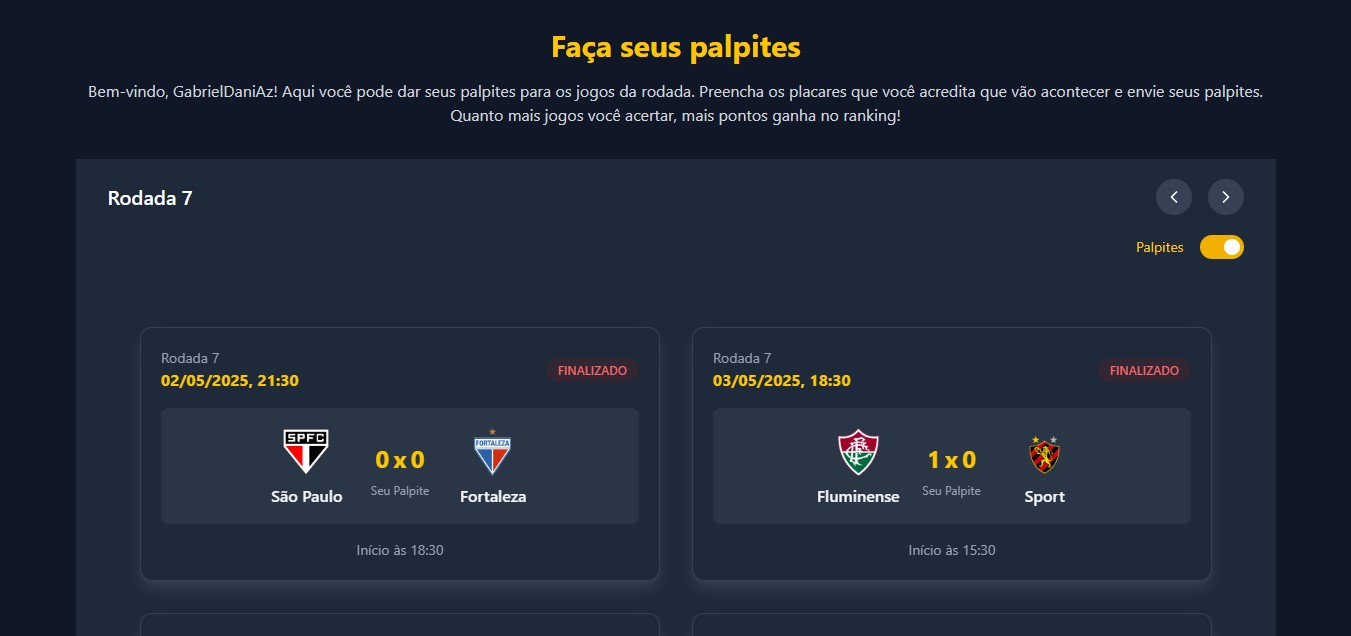 Faça seus palpites
Bem-vindo, GabrielDaniAz! Aqui você pode dar seus palpites para os jogos da rodada. Preencha os placares que você acredita que vão acontecer e envie seus palpites.
Quanto mais jogos você acertar, mais pontos ganha no ranking!
Rodada 7
Palpites
Rodada 7
02/05/2025, 21:30
FINALIZADO
SPFC
FORTALEZA
0 x 0
Seu Palpite
São Paulo
Fortaleza
Início às 18:30
Rodada 7
03/05/2025, 18:30
FINALIZADO
1 x 0
Seu Palpite
Fluminense
Sport
Início às 15:30